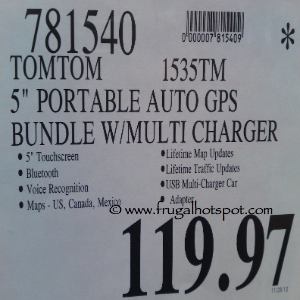 781540
0000007815409
*
TOMTOM 1535TM
5" PORTABLE AUTO GPS
BUNDLE W/MULTI CHARGER
• 5" Touchscreen
• Bluetooth
• Voice Recognition
• Maps - US, Canada, Mexico
• Lifetime Map Updates
• Lifetime Traffic Updates
• USB Multi-Charger Car
• Adapter
© www.frugalhotspot.com
119.97